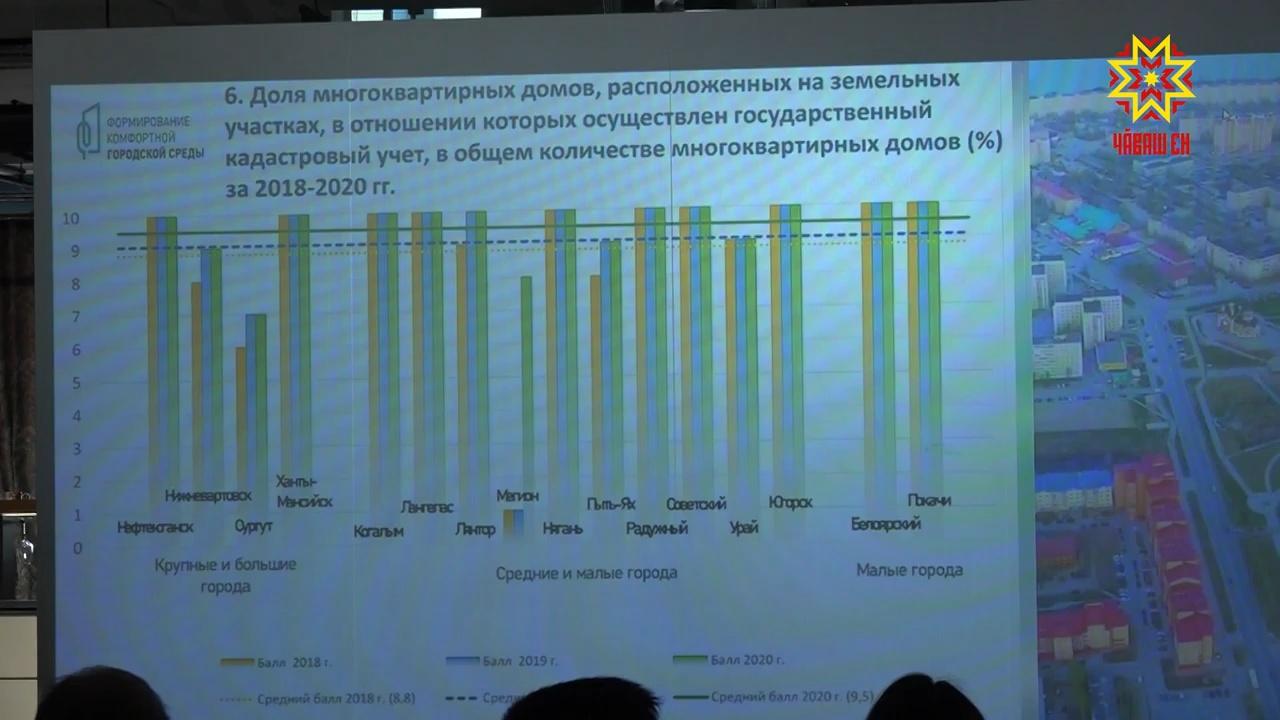 ЧӐВАШ ЕН
ФОРМИРОВАНИЕ
КОМФОРТНОЙ
ГОРОДСКОЙ СРЕДЫ
6. Доля многоквартирных домов, расположенных на земельных
участках, в отношении которых осуществлен государственный
кадастровый учет, в общем количестве многоквартирных домов (%)
за 2018-2020 гг.
10
9
8
7
6
5
4
3
2
1
0
Нефтеюганск
Нижневартовск
Сургут
Ханты-
Мансийск
Когалым
Лангепас
Лянтор
Мегион
Нягань
Пыть-Ях
Радужный
Советский
Урай
Югорск
Белоярский
Покачи
Крупные и большие
города
Средние и малые города
Малые города
Балл 2018 г.
Балл 2019 г.
Балл 2020 г.
Средний балл 2018 г. (8,8)
Средний балл 2020 г. (9,5)